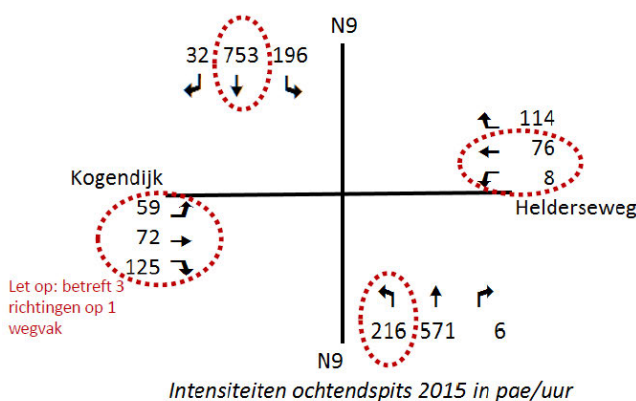 N9
32 753 196
114
76
8
Kogendijk
Helderseweg
59
72
125
Let op: betreft 3
richtingen op 1
wegvak
216 571 6
N9
Intensiteiten ochtendspits 2015 in pae/uur